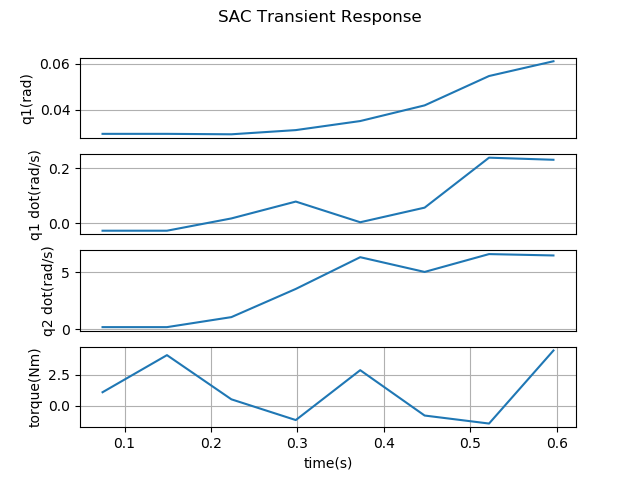 SAC Transient Response
q1(rad)
0.06
0.04
q1 dot(rad/s)
0.2
0.0
q2 dot(rad/s)
5
0
torque(Nm)
2.5
0.0
0.1 0.2 0.3 0.4 0.5 0.6
time(s)